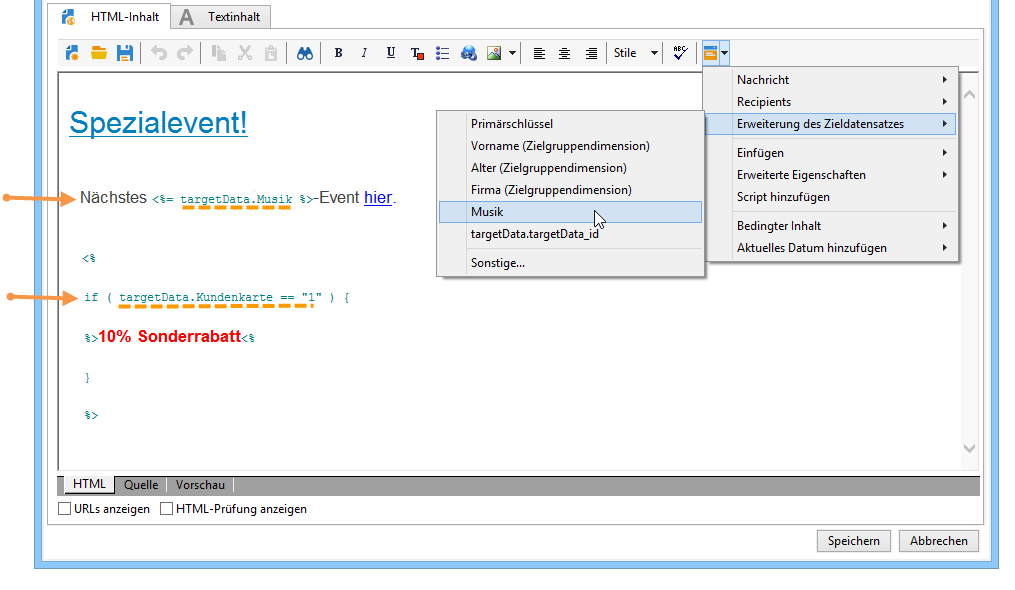 HTML-Inhalt
A Textinhalt
B I U T Stile ABC
Nachricht
Recipients
Erweiterung des Zieldatensatzes
Einfügen
Erweiterte Eigenschaften
Script hinzufügen
Bedingter Inhalt
Aktuelles Datum hinzufügen
Primärschlüssel
Vorname (Zielgruppendimension)
Alter (Zielgruppendimension)
Firma (Zielgruppendimension)
Musik
targetData.targetData_id
Sonstige...
Spezialevent!
Nächstes <%= targetData.Musik %>-Event hier.
<%
if ( targetData.Kundenkarte == "1" ) {
%>10% Sonderrabatt<%
}
%>
HTML Quelle Vorschau
URLs anzeigen HTML-Prüfung anzeigen
Speichern Abbrechen